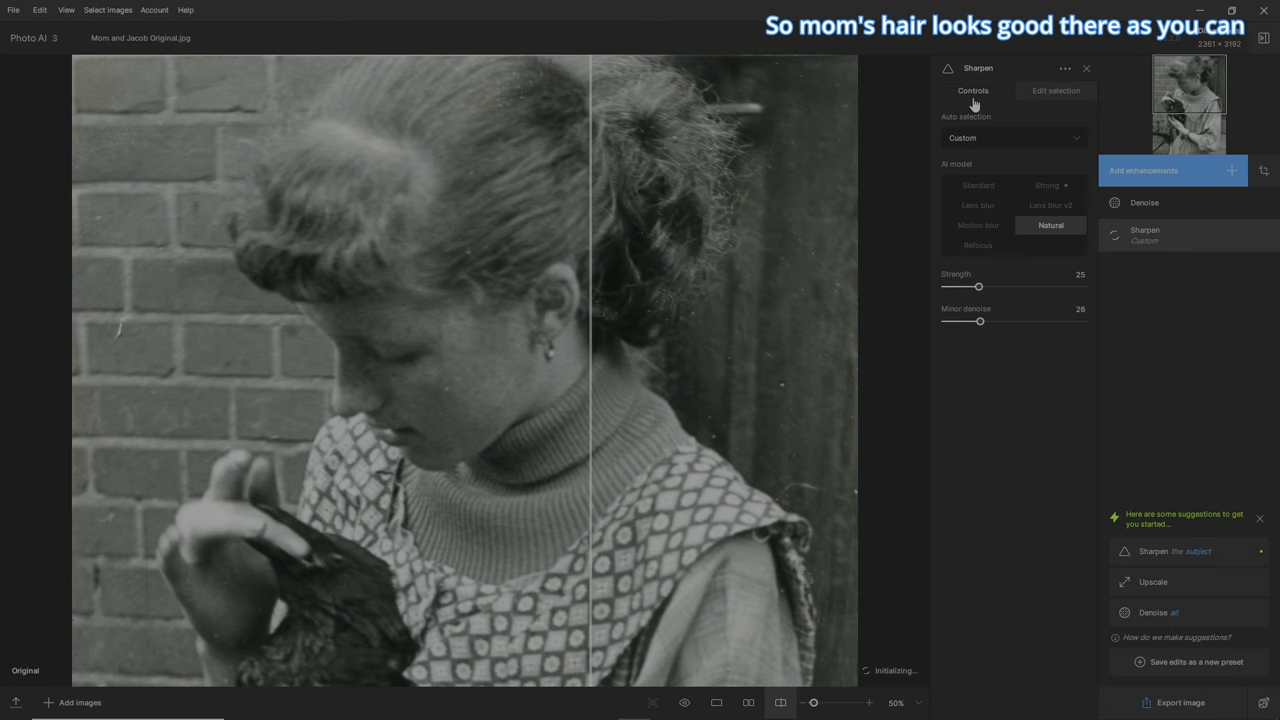 File Edit View Select images Account Help
So mom's hair looks good there as you can
Photo AI 3
Mom and Jacob Original.jpg
2361 × 3192
Sharpen
Controls
Edit selection
Auto selection
Custom
AI model
Standard
Strong
Lens blur
Lens blur v2
Motion blur
Natural
Refocus
Strength 25
Minor denoise 26
Add enhancements
Denoise
Sharpen
Custom
Here are some suggestions to get
you started...
Sharpen the subject
Upscale
Denoise all
How do we make suggestions?
Save edits as a new preset
Original
Initializing...
Add images
50%
Export image